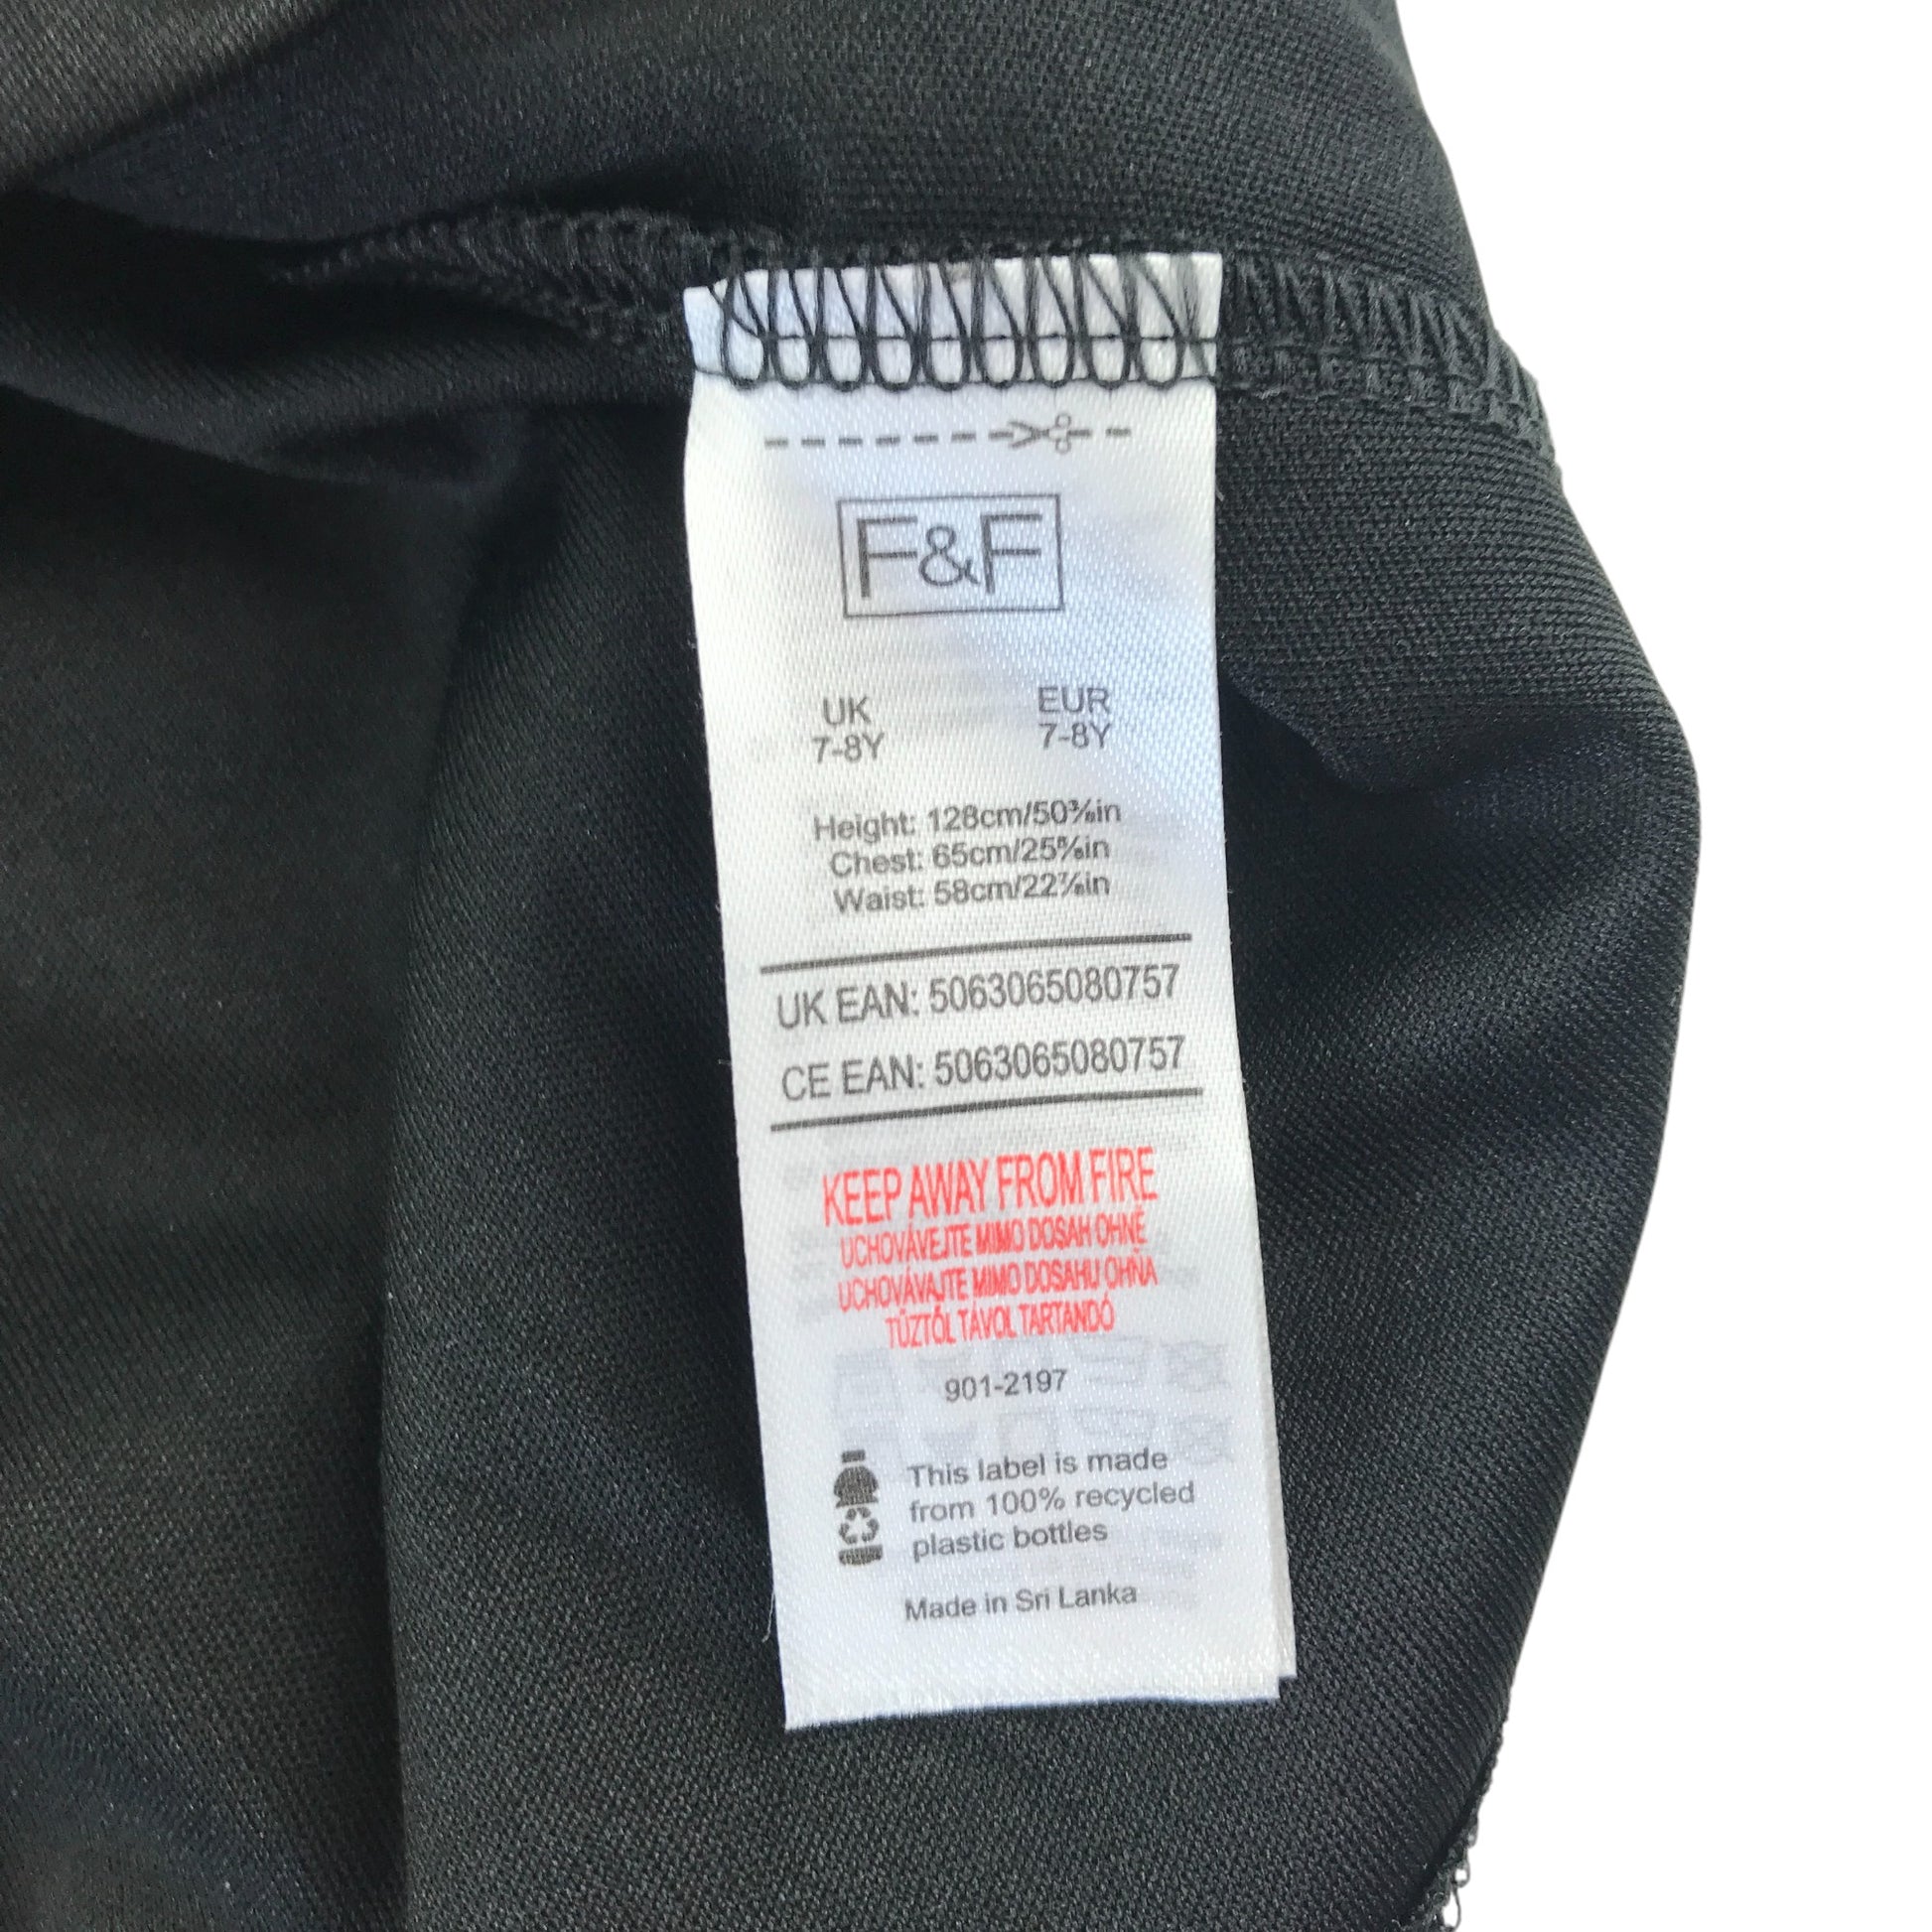 F&F
UK EUR
7-8Y 7-8Y
Height: 128cm/50⅜in
Chest: 65cm/25⅝in
Waist: 58cm/22⅞in
UK EAN: 5063065080757
CE EAN: 5063065080757
KEEP AWAY FROM FIRE
UCHOVÁVEJTE MIMO DOSAH OHNĚ
UCHOVÁVAJTE MIMO DOSAHU OHŇA
TŰZTŐL TÁVOL TARTANDÓ
901-2197
This label is made
from 100% recycled
plastic bottles
Made in Sri Lanka